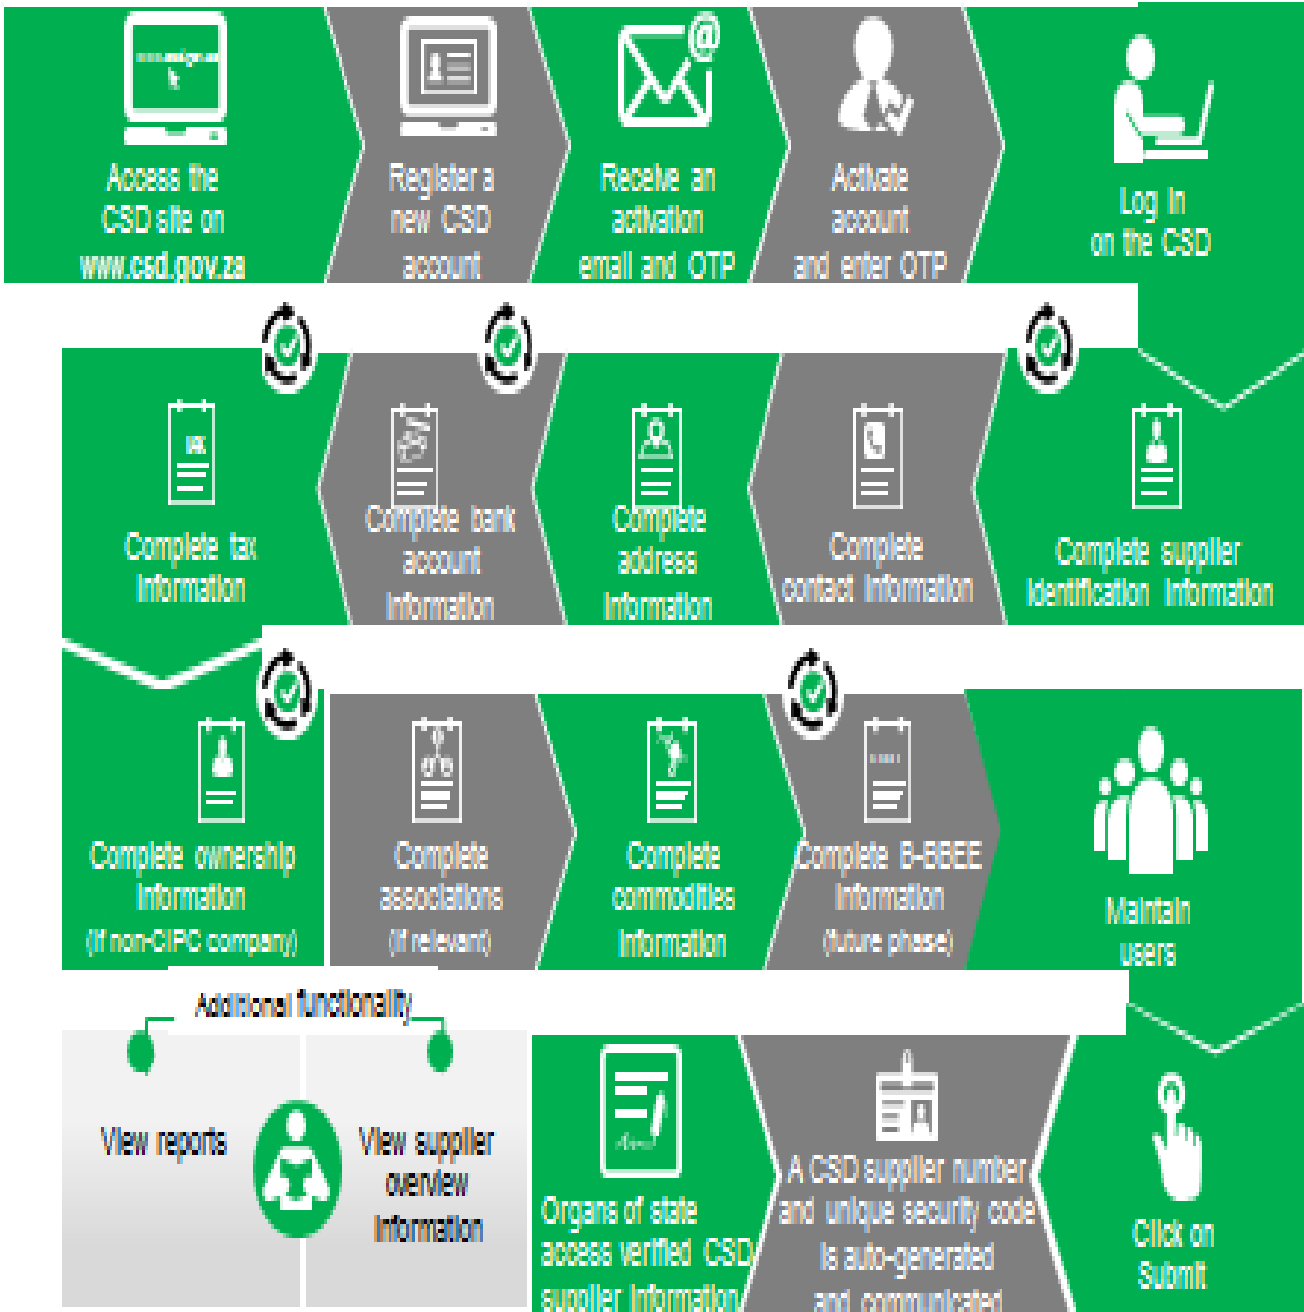 Access the
CSD site on
www.csd.gov.za
Register a
new CSD
account
Receive an
activation
email and OTP
Activate
account
and enter OTP
Log in
on the CSD
Complete tax
information
Complete bank
account
information
Complete
address
information
Complete
contact information
Complete supplier
identification information
Complete ownership
information
(if non-CIPC company)
Complete
associations
(if relevant)
Complete
commodities
information
Complete B-BBEE
information
(future phase)
Maintain
users
Additional functionality
View reports
View supplier
overview
information
Organs of state
access verified CSD
supplier information
A CSD supplier number
and unique security code
is auto-generated
and communicated
Click on
Submit